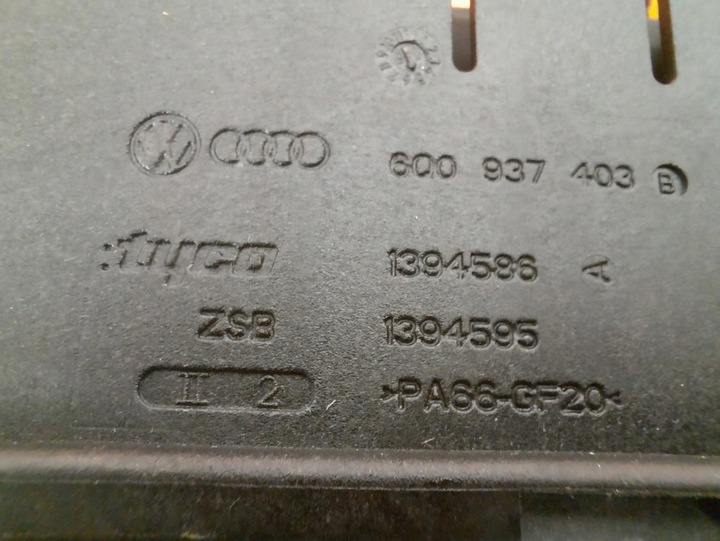 6Q0 937 403 B
tyco 1394586 A
ZSB 1394595
II 2 >PA66-GF20<